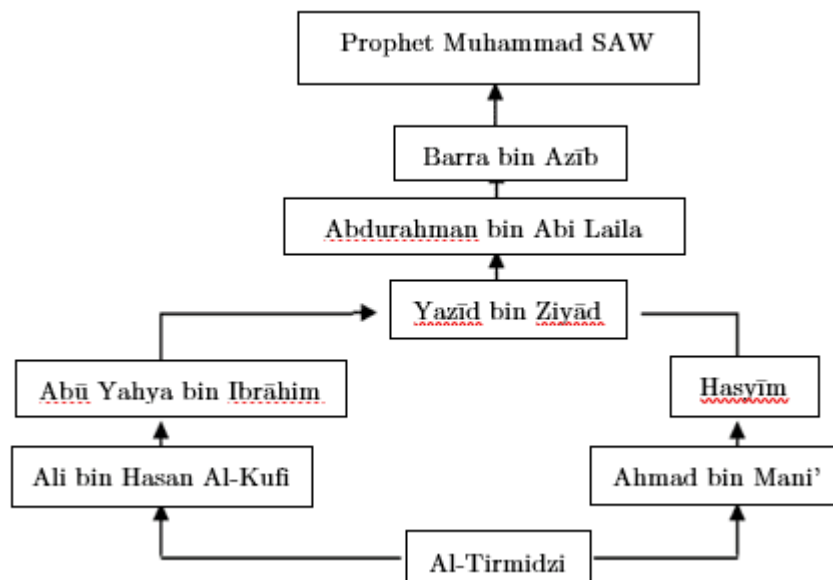 Prophet Muhammad SAW
Barra bin Azīb
Abdurahman bin Abi Laila
Yazīd bin Ziyād
Abū Yahya bin Ibrāhim
Hasyīm
Ali bin Hasan Al-Kufi
Ahmad bin Mani’
Al-Tirmidzi